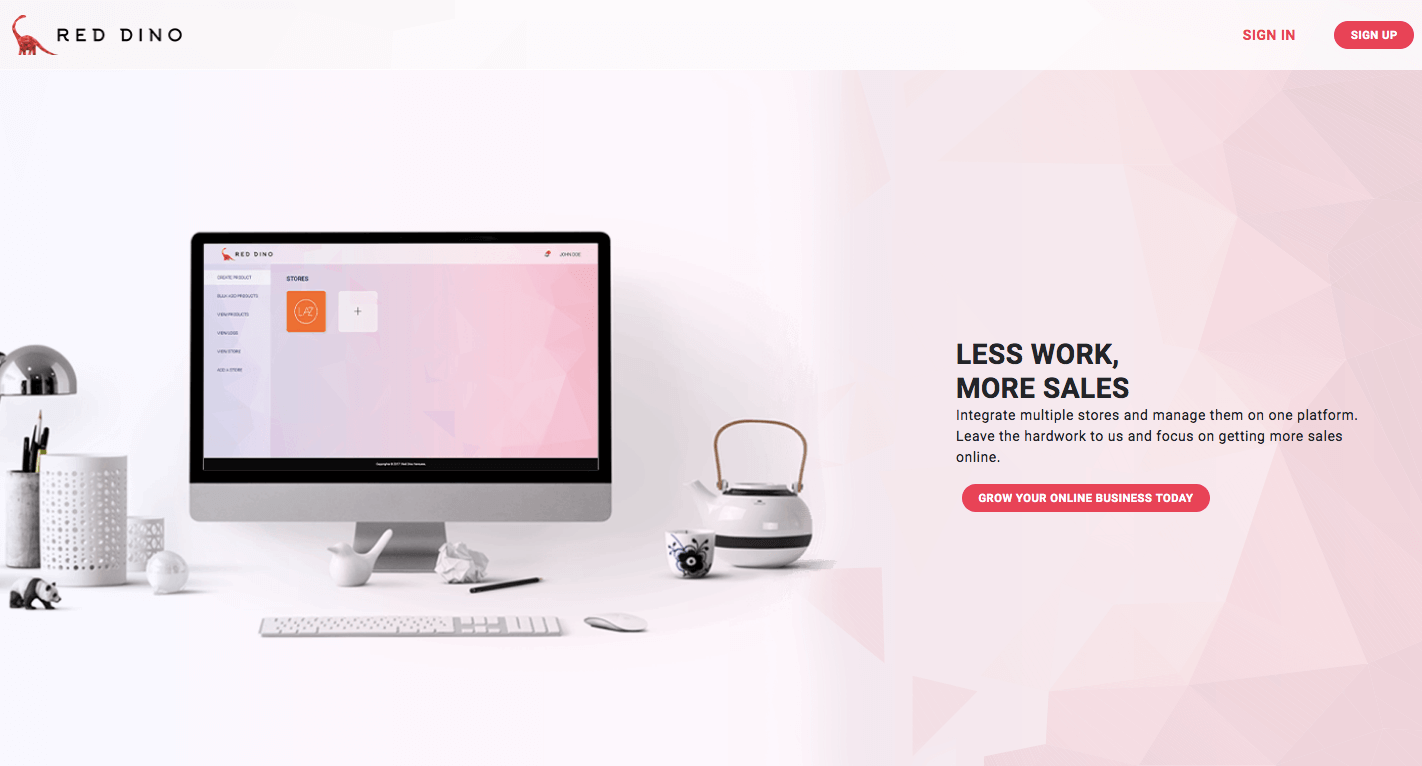 RED DINO
SIGN IN
SIGN UP
RED DINO
JOHN DOE
CREATE PRODUCT
STORES
BULK ADD PRODUCTS
LAZ
+
VIEW PRODUCTS
VIEW LOGS
VIEW STORE
ADD A STORE
LESS WORK,
MORE SALES
Integrate multiple stores and manage them on one platform.
Leave the hardwork to us and focus on getting more sales
online.
GROW YOUR ONLINE BUSINESS TODAY